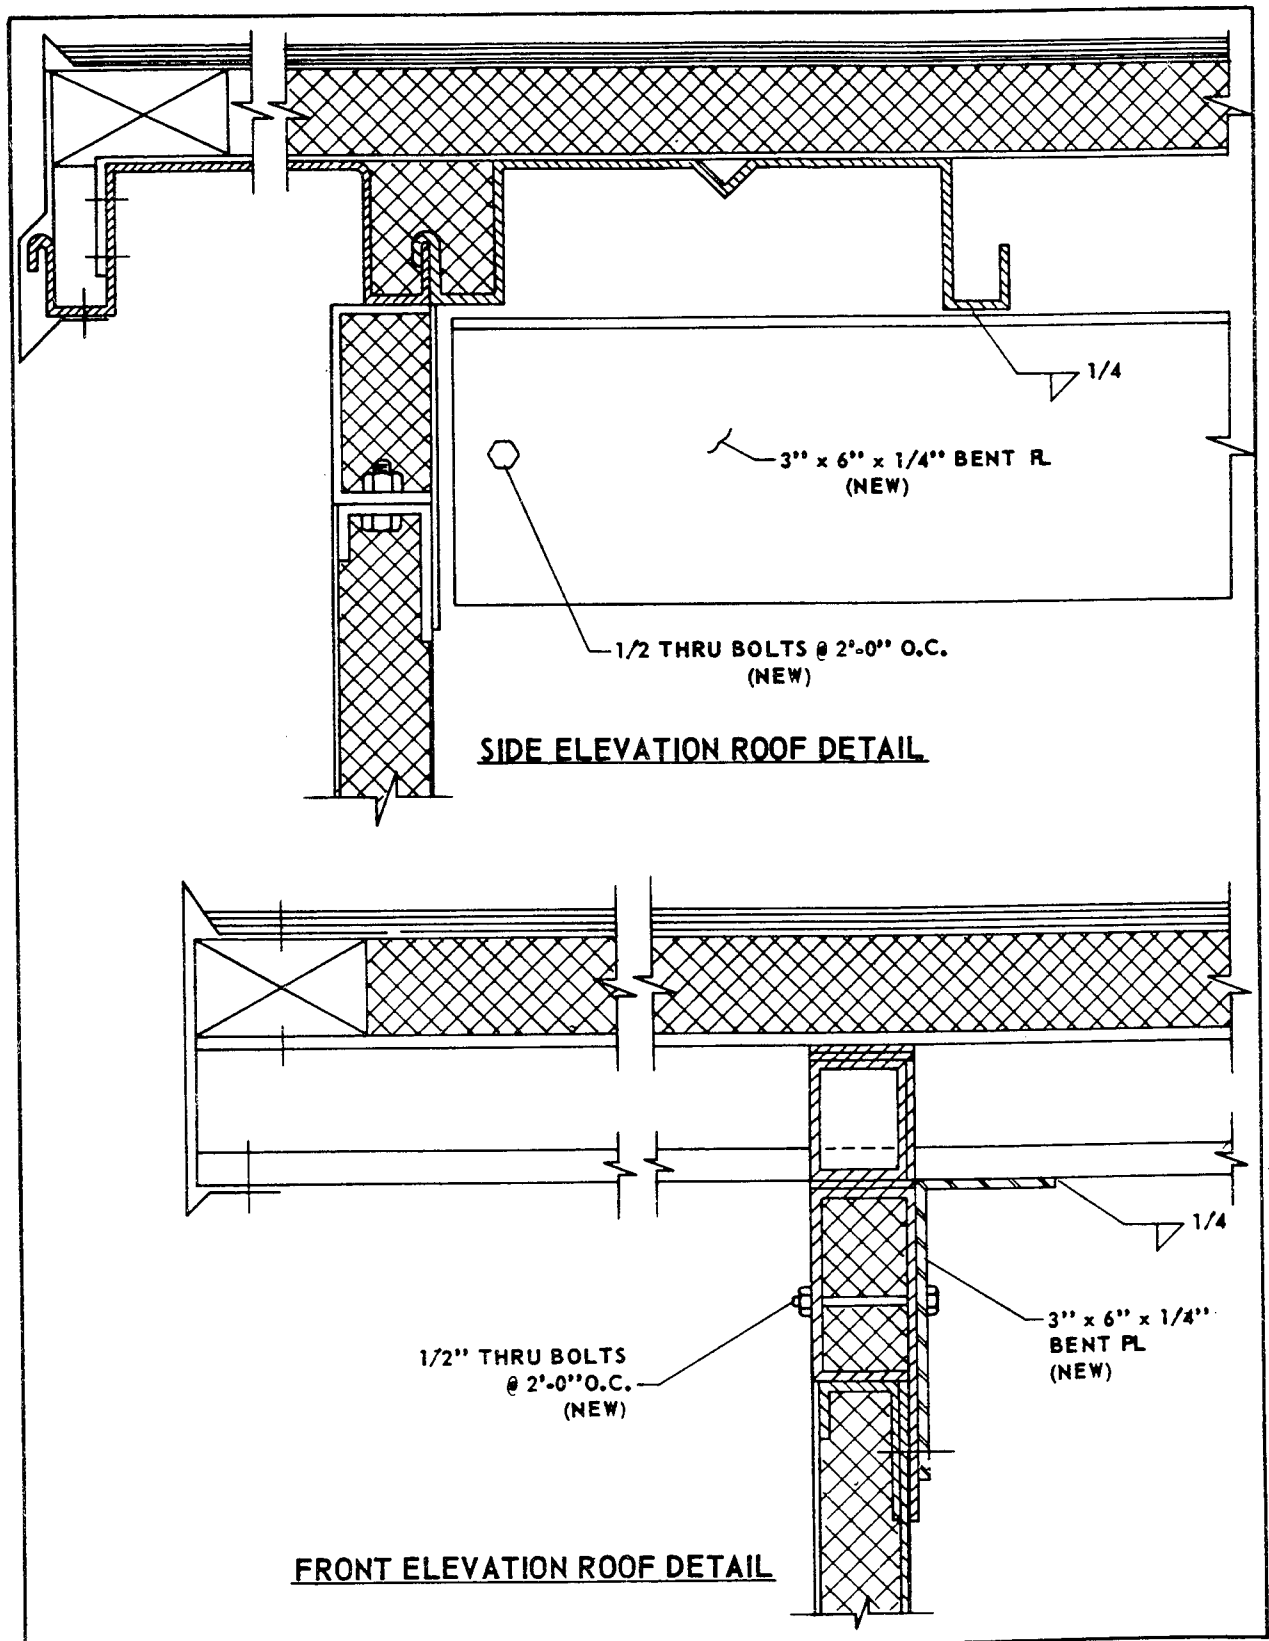 1/4
3" x 6" x 1/4" BENT PL
(NEW)
1/2 THRU BOLTS @ 2'-0" O.C.
(NEW)
SIDE ELEVATION ROOF DETAIL
1/4
3" x 6" x 1/4"
BENT PL
(NEW)
1/2" THRU BOLTS
@ 2'-0" O.C.
(NEW)
FRONT ELEVATION ROOF DETAIL